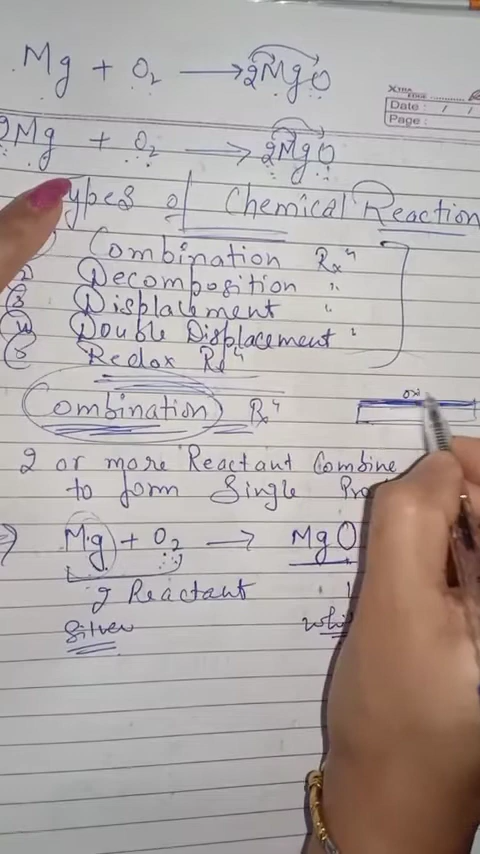 Mg + O₂ → 2MgO
Date : / /
Page :
2Mg + O₂ → 2MgO
Types of Chemical Reaction
Combination Rxⁿ
2 Decomposition "
3 Displacement "
4 Double Displacement "
5 Redox Rxⁿ
Combination Rxⁿ
ox
2 or more Reactant Combine
to form Single
Mg + O₂ → MgO
2 Reactant 1
Silver